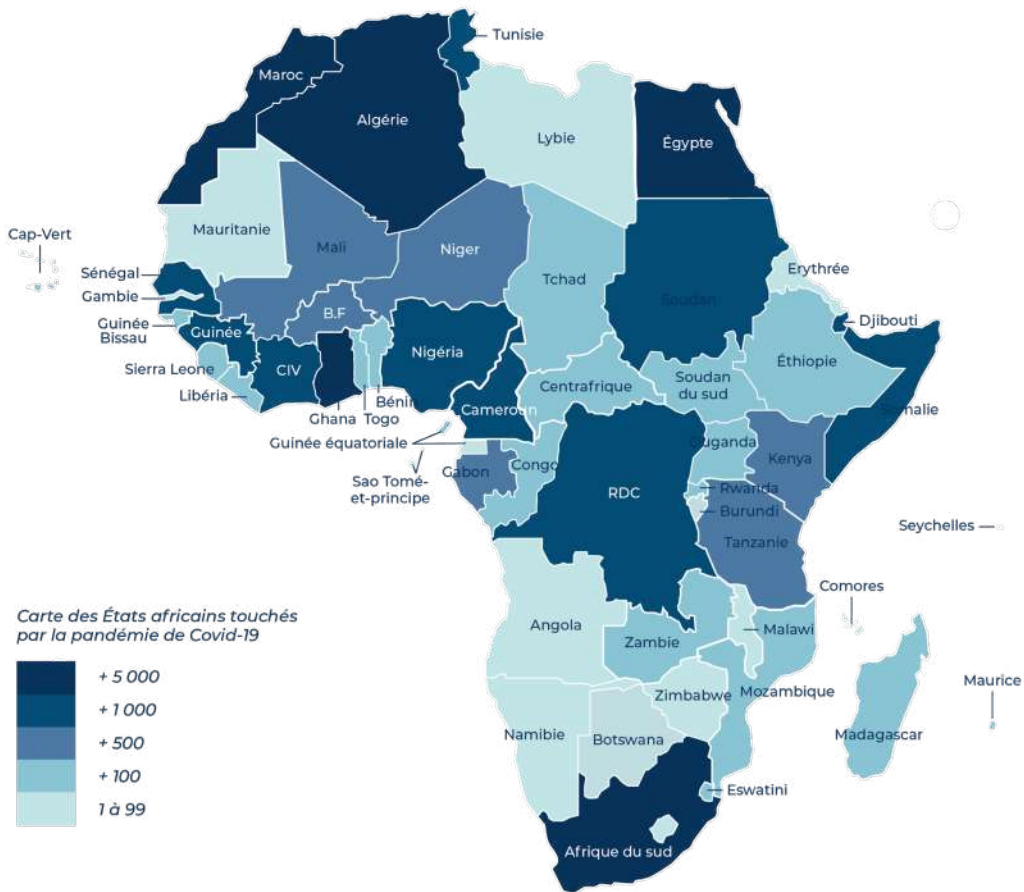 Tunisie
Maroc
Algérie
Lybie
Égypte
Mauritanie
Cap-Vert
Mali
Niger
Tchad
Soudan
Erythrée
Sénégal
Gambie
Djibouti
Guinée
Bissau
Guinée
B.F
Nigéria
Éthiopie
Sierra Leone
CIV
Soudan
du sud
Centrafrique
Libéria
Bénin
Cameroun
Somalie
Ghana
Togo
Guinée équatoriale
Ouganda
Kenya
Gabon
Congo
Sao Tomé-
et-principe
RDC
Rwanda
Burundi
Seychelles
Tanzanie
Comores
Carte des États africains touchés
par la pandémie de Covid-19
Angola
Zambie
Malawi
+ 5 000
Maurice
Zimbabwe
Mozambique
+ 1 000
Namibie
Botswana
Madagascar
+ 500
+ 100
Eswatini
1 à 99
Afrique du sud